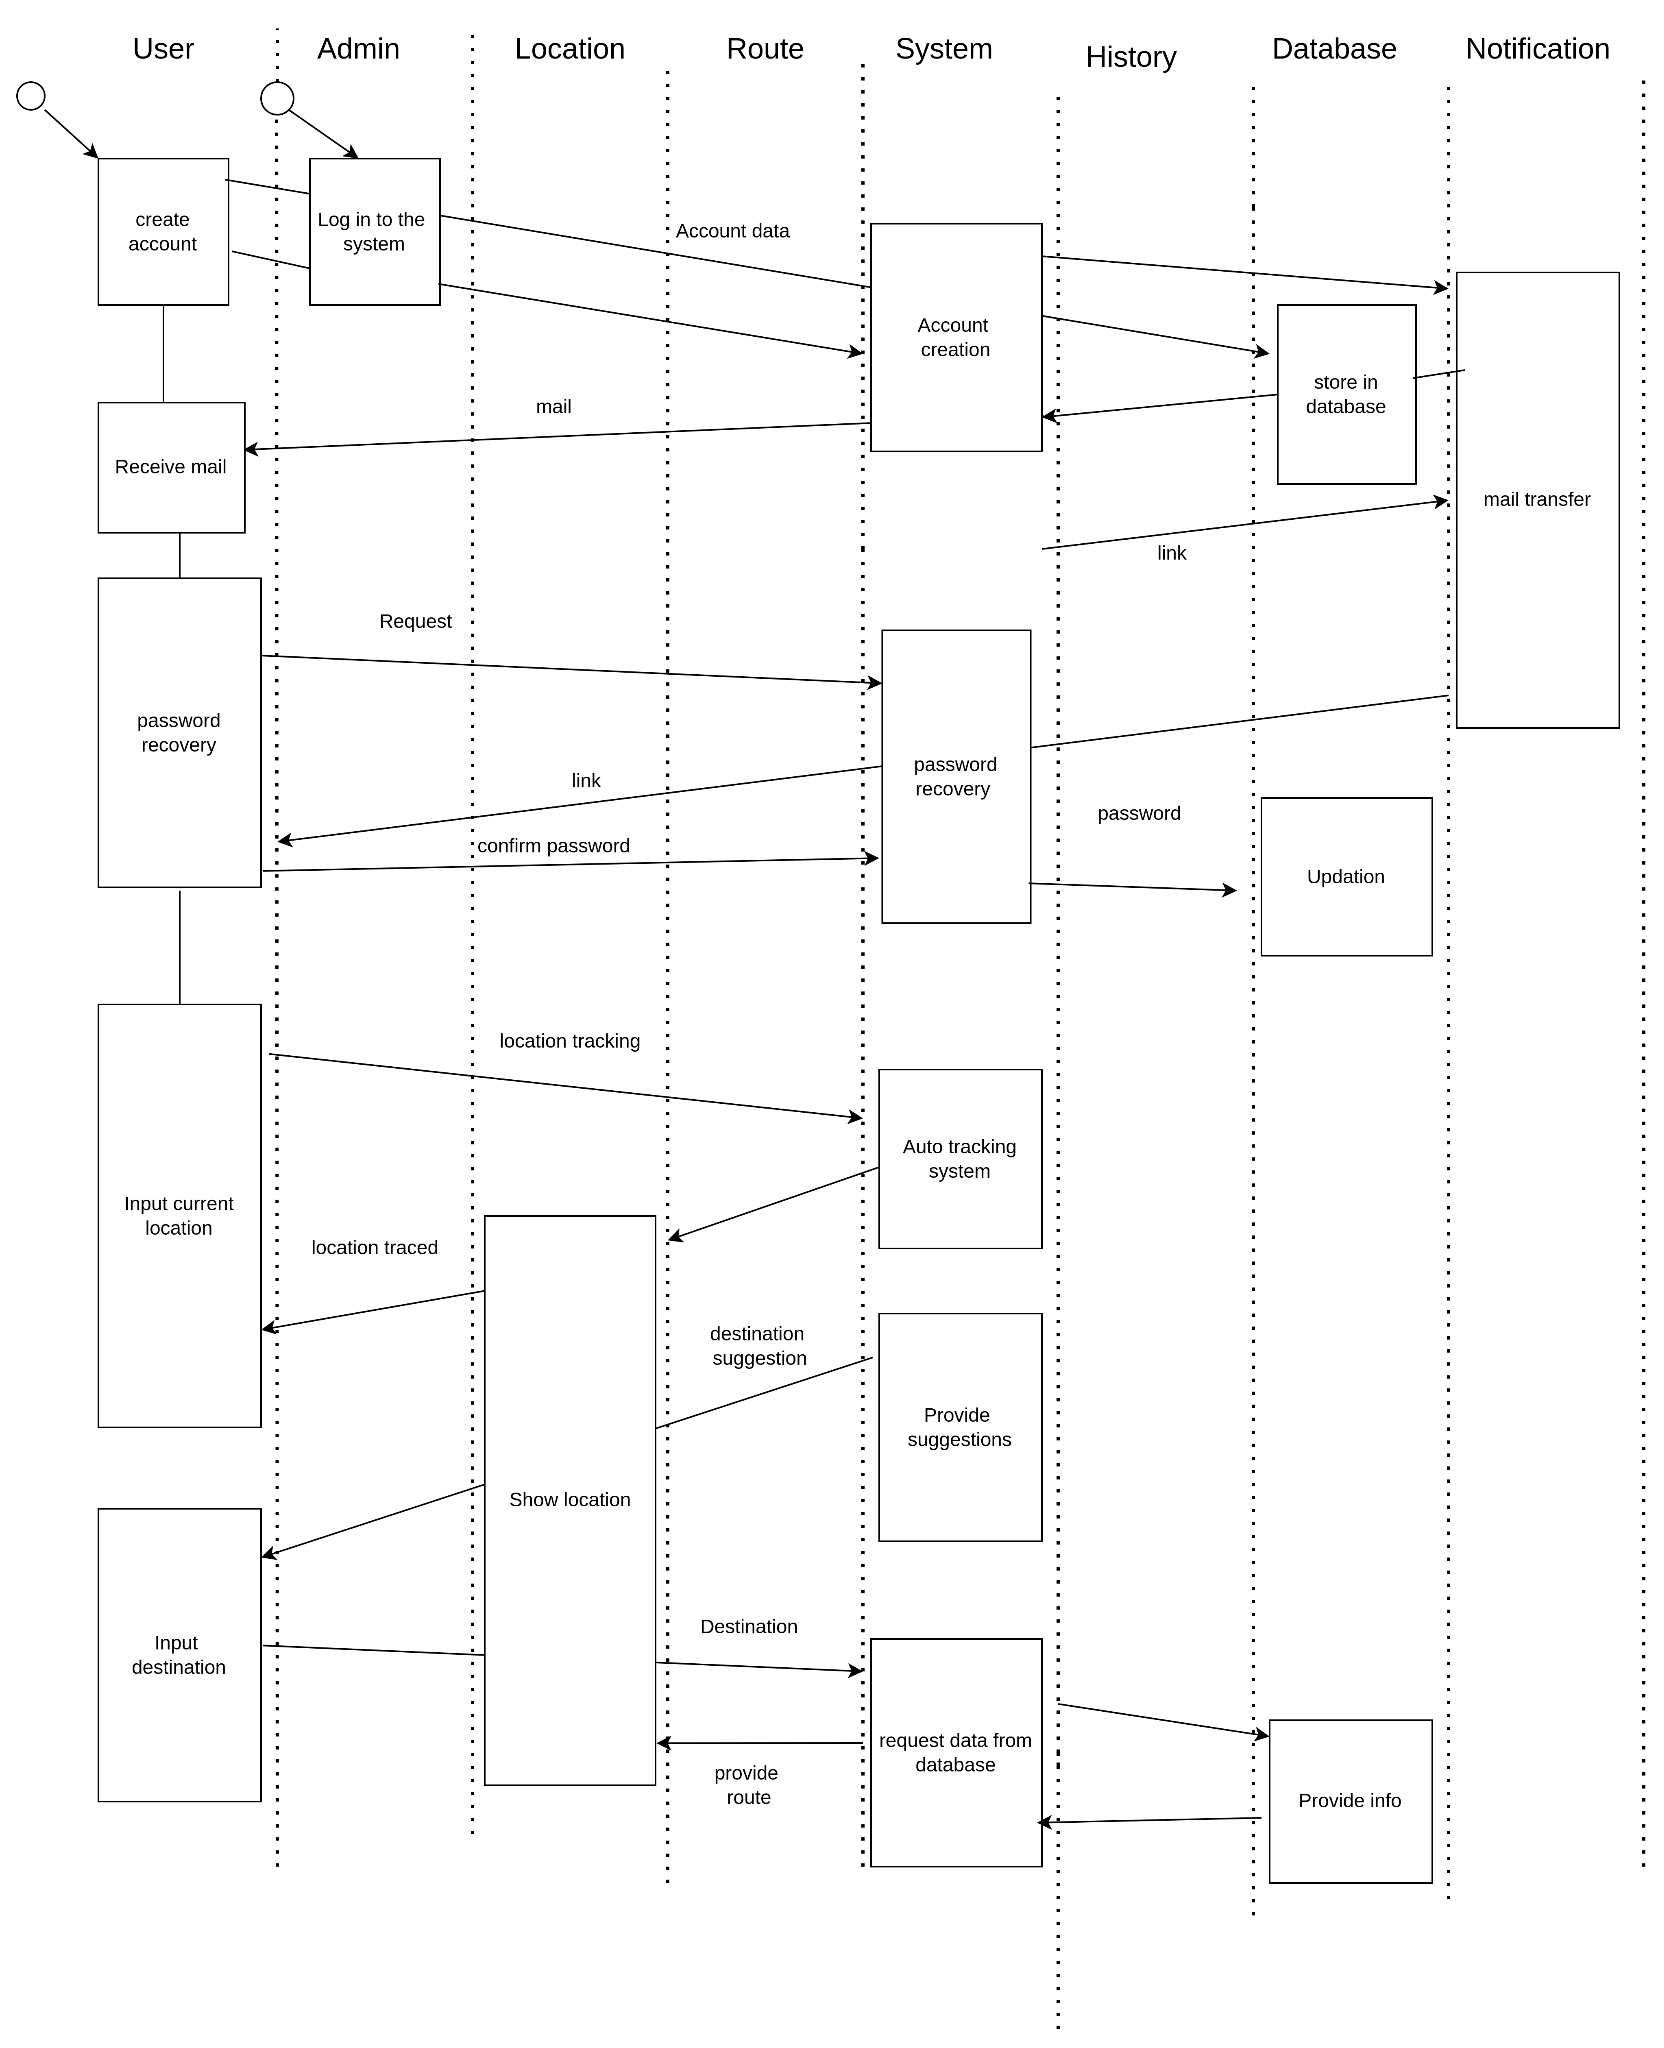 User
Admin
Location
Route
System
History
Database
Notification
create
account
Log in to the
system
Account data
Account
creation
store in
database
mail
Receive mail
mail transfer
link
Request
password
recovery
password
recovery
link
password
confirm password
Updation
location tracking
Auto tracking
system
Input current
location
location traced
destination
suggestion
Provide
suggestions
Show location
Destination
Input
destination
request data from
database
provide
route
Provide info